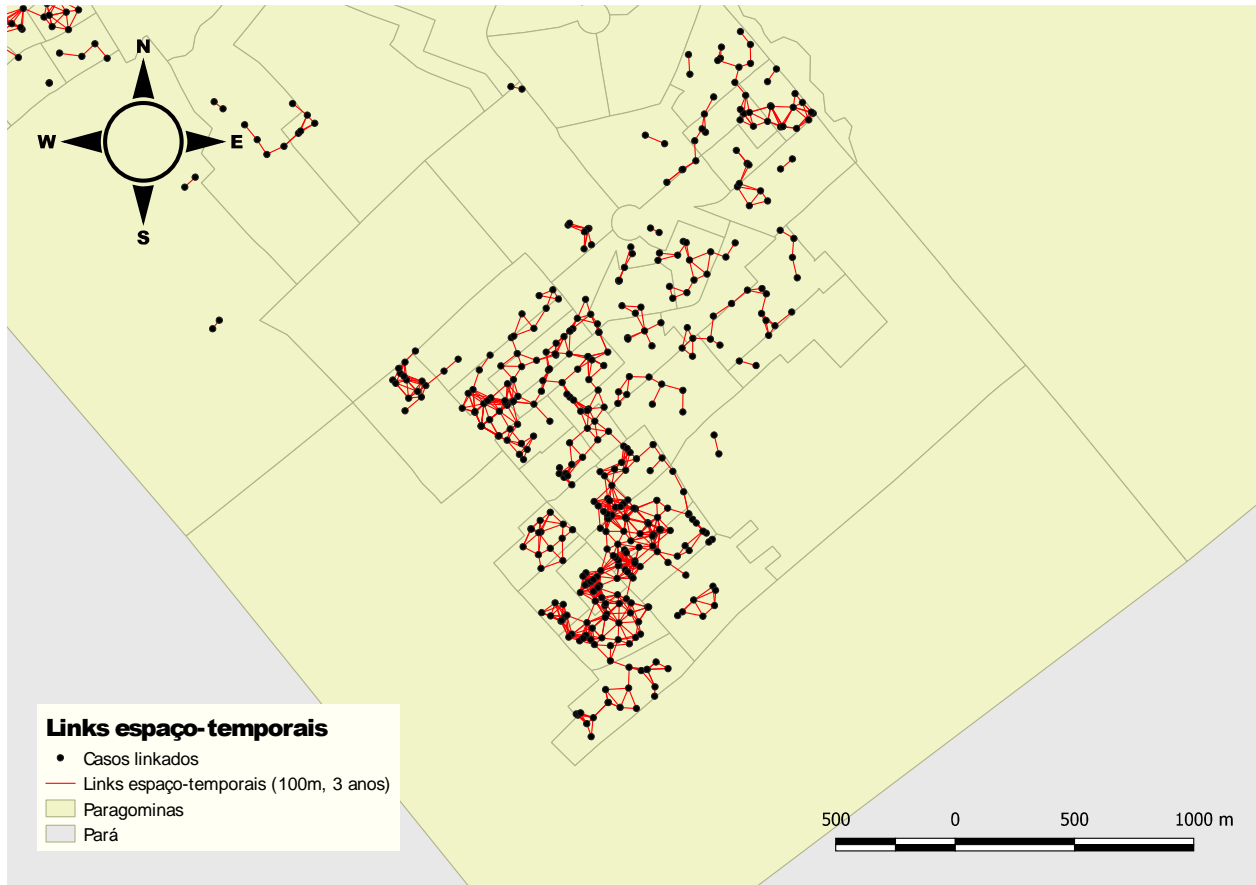 N
W E
S
Links espaço-temporais
Casos linkados
Links espaço-temporais (100m, 3 anos)
Paragominas
Pará
500 0 500 1000 m